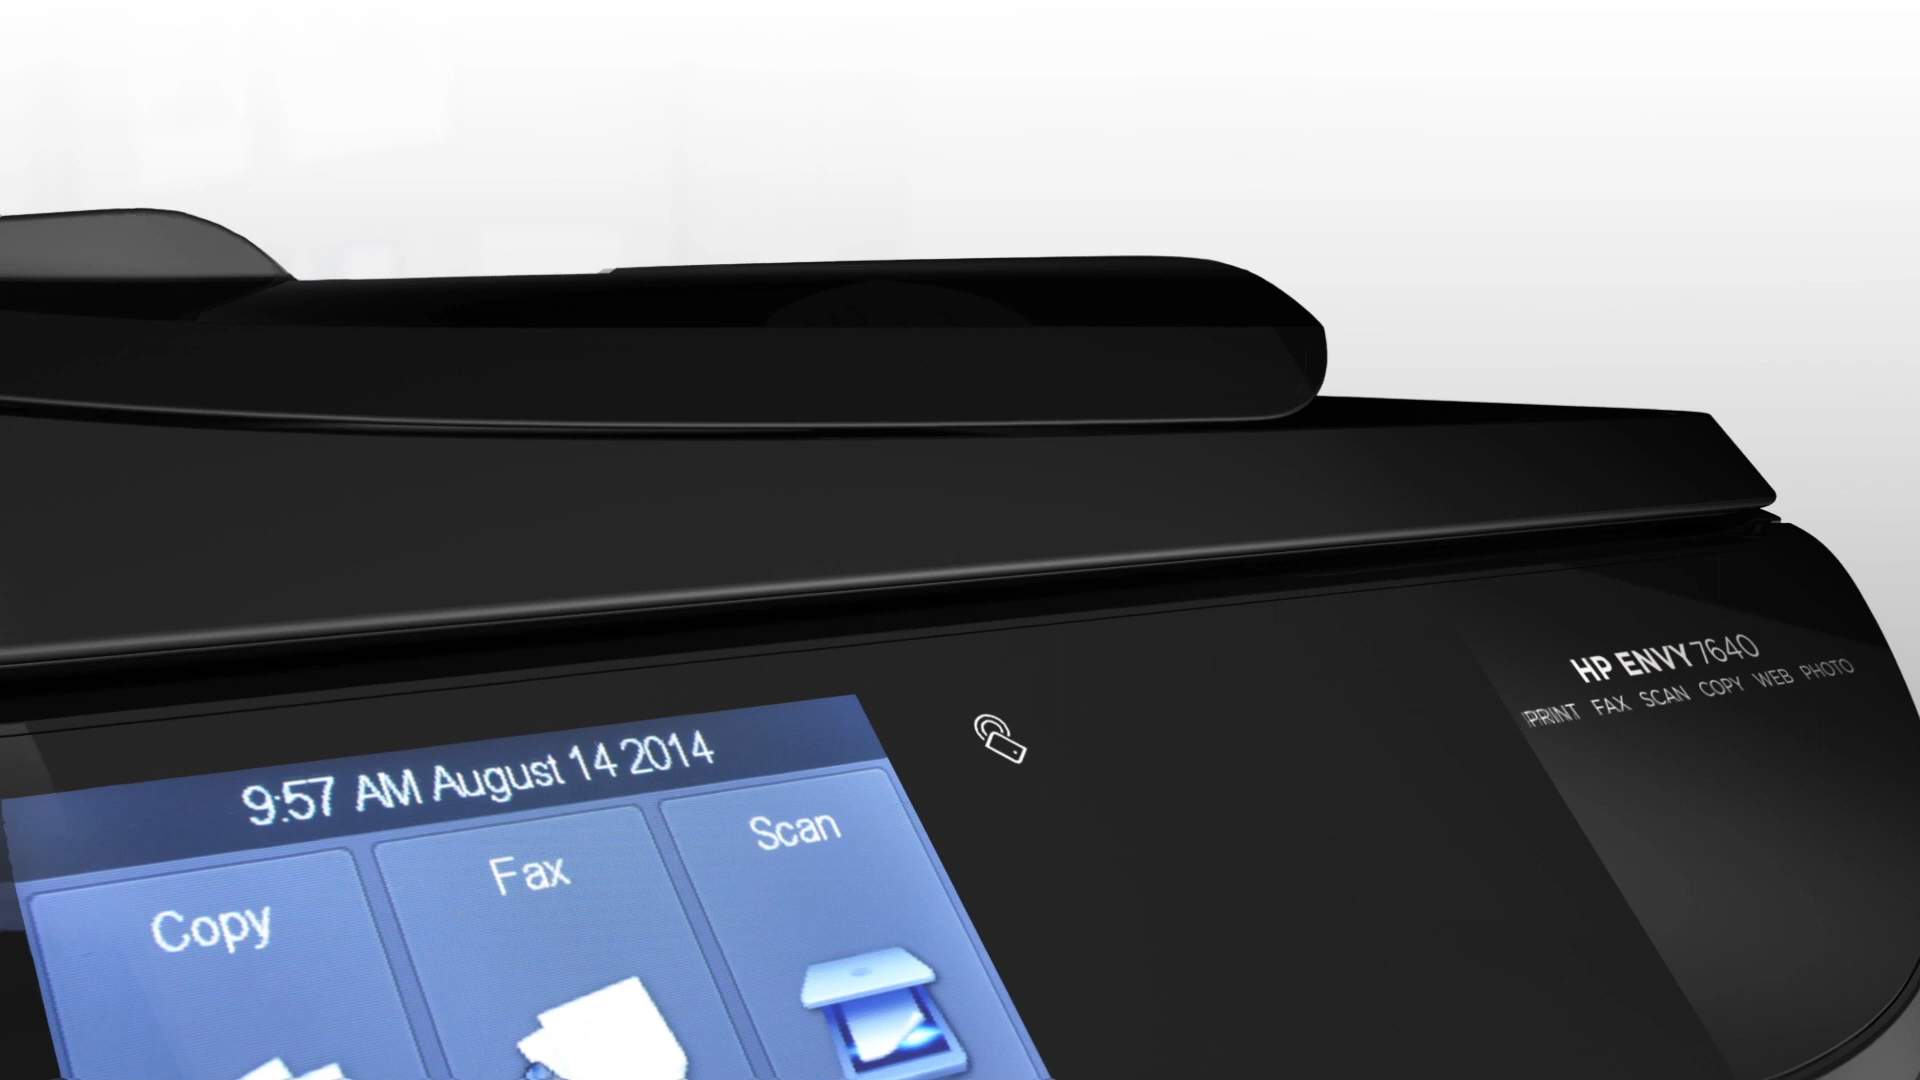 HP ENVY 7640
PRINT FAX SCAN COPY WEB PHOTO
9:57 AM August 14 2014
Copy
Fax
Scan